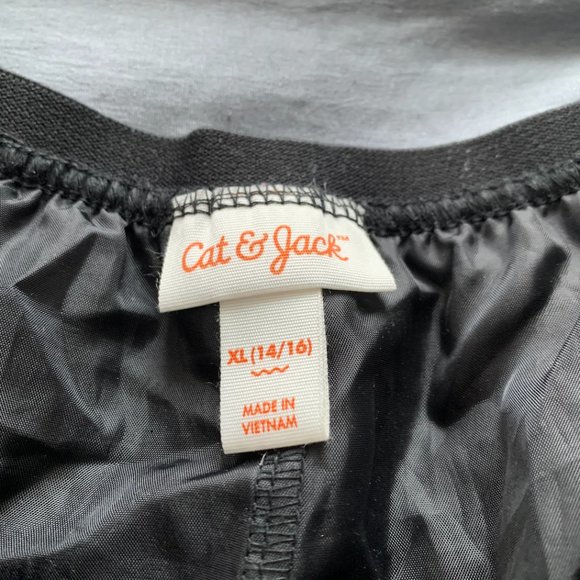 Cat & Jack™
XL (14/16)
MADE IN
VIETNAM